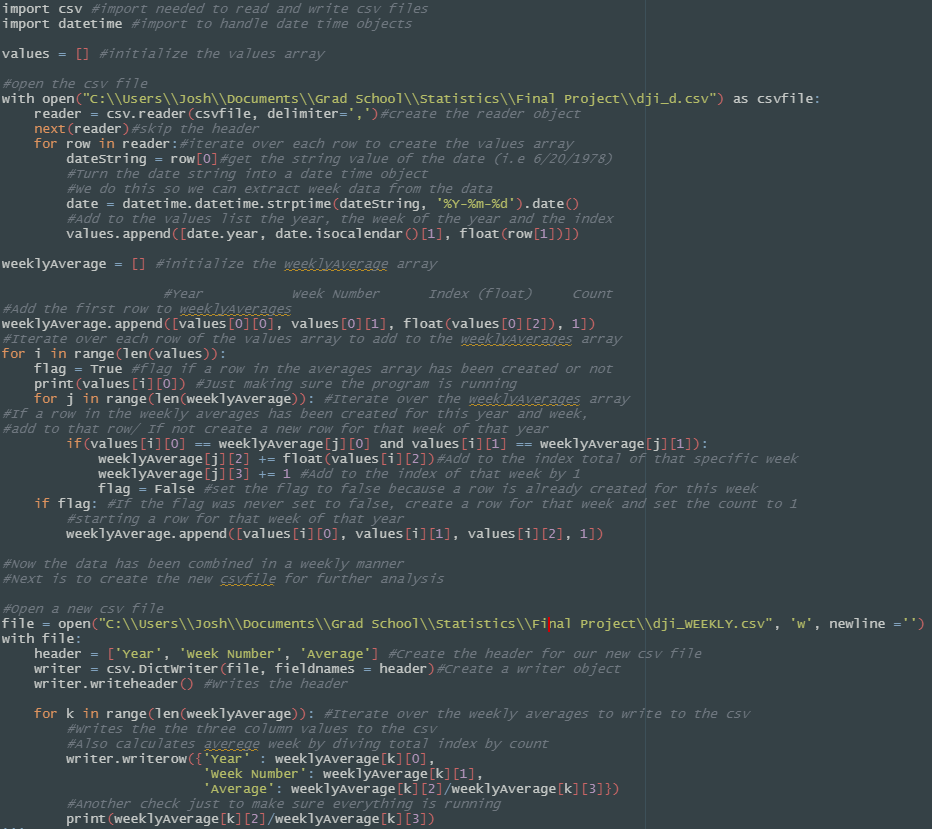 import csv #import needed to read and write csv files
import datetime #import to handle date time objects
values = [] #initialize the values array
#open the csv file
with open("C:\\Users\\Josh\\Documents\\Grad School\\Statistics\\Final Project\\dji_d.csv") as csvfile:
    reader = csv.reader(csvfile, delimiter=',')#create the reader object
    next(reader)#skip the header
    for row in reader:#iterate over each row to create the values array
        dateString = row[0]#get the string value of the date (i.e 6/20/1978)
        #Turn the date string into a date time object
        #we do this so we can extract week data from the data
        date = datetime.datetime.strptime(dateString, '%Y-%m-%d').date()
        #Add to the values list the year, the week of the year and the index
        values.append([date.year, date.isocalendar()[1], float(row[1])])
weeklyAverage = [] #initialize the weeklyAverage array
                    #Year           Week Number      Index (float)     Count
#Add the first row to weeklyAverages
weeklyAverage.append([values[0][0], values[0][1], float(values[0][2]), 1])
#Iterate over each row of the values array to add to the weeklyAverages array
for i in range(len(values)):
    flag = True #flag if a row in the averages array has been created or not
    print(values[i][0]) #Just making sure the program is running
    for j in range(len(weeklyAverage)): #Iterate over the weeklyAverages array
#If a row in the weekly averages has been created for this year and week,
#add to that row/ If not create a new row for that week of that year
        if(values[i][0] == weeklyAverage[j][0] and values[i][1] == weeklyAverage[j][1]):
            weeklyAverage[j][2] += float(values[i][2])#Add to the index total of that specific week
            weeklyAverage[j][3] += 1 #Add to the index of that week by 1
            flag = False #set the flag to false because a row is already created for this week
    if flag: #If the flag was never set to false, create a row for that week and set the count to 1
        #starting a row for that week of that year
        weeklyAverage.append([values[i][0], values[i][1], values[i][2], 1])
#Now the data has been combined in a weekly manner
#Next is to create the new csvfile for further analysis
#Open a new csv file
file = open("C:\\Users\\Josh\\Documents\\Grad School\\Statistics\\Final Project\\dji_WEEKLY.csv", 'w', newline ='')
with file:
    header = ['Year', 'Week Number', 'Average'] #Create the header for our new csv file
    writer = csv.DictWriter(file, fieldnames = header)#Create a writer object
    writer.writeheader() #Writes the header
    for k in range(len(weeklyAverage)): #Iterate over the weekly averages to write to the csv
        #Writes the the three column values to the csv
        #Also calculates averege week by diving total index by count
        writer.writerow({'Year' : weeklyAverage[k][0],
                         'Week Number': weeklyAverage[k][1],
                         'Average': weeklyAverage[k][2]/weeklyAverage[k][3]})
        #Another check just to make sure everything is running
        print(weeklyAverage[k][2]/weeklyAverage[k][3])